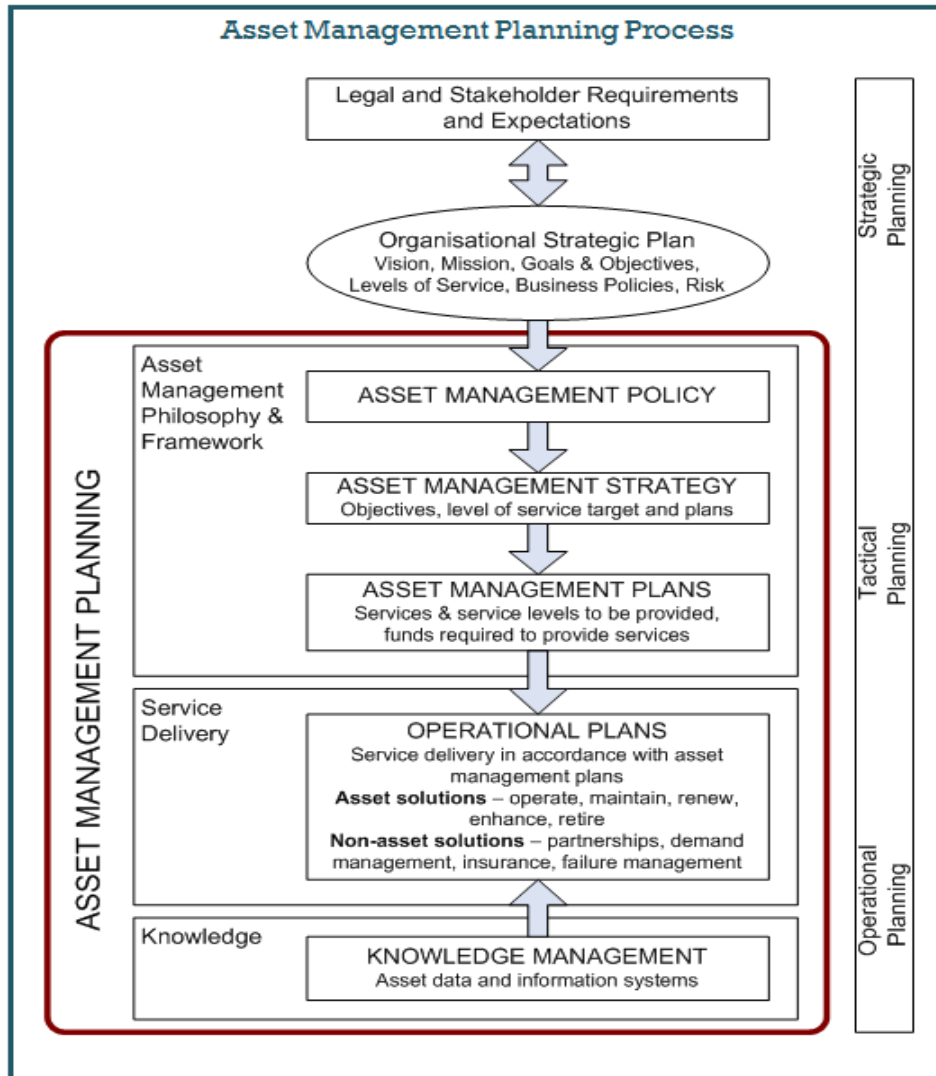 Asset Management Planning Process
Legal and Stakeholder Requirements
and Expectations
Organisational Strategic Plan
Vision, Mission, Goals & Objectives,
Levels of Service, Business Policies, Risk
Strategic
Planning
ASSET MANAGEMENT PLANNING
Asset
Management
Philosophy &
Framework
ASSET MANAGEMENT POLICY
ASSET MANAGEMENT STRATEGY
Objectives, level of service target and plans
ASSET MANAGEMENT PLANS
Services & service levels to be provided,
funds required to provide services
Tactical
Planning
Service
Delivery
OPERATIONAL PLANS
Service delivery in accordance with asset
management plans
Asset solutions – operate, maintain, renew,
enhance, retire
Non-asset solutions – partnerships, demand
management, insurance, failure management
Knowledge
KNOWLEDGE MANAGEMENT
Asset data and information systems
Operational
Planning